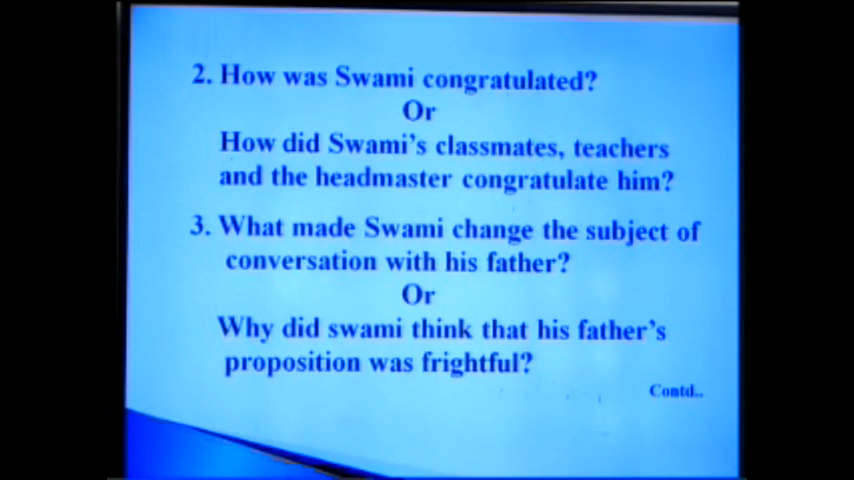 2. How was Swami congratulated?
Or
How did Swami's classmates, teachers
and the headmaster congratulate him?
3. What made Swami change the subject of
conversation with his father?
Or
Why did swami think that his father's
proposition was frightful?
Contd..